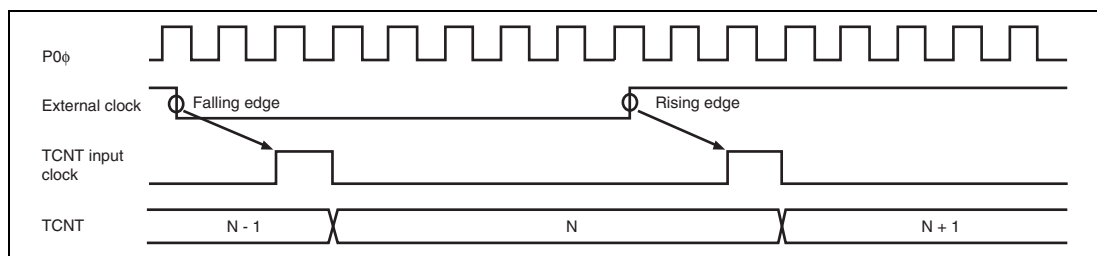 P0ϕ
External clock
Falling edge
Rising edge
TCNT input
clock
TCNT
N - 1
N
N + 1